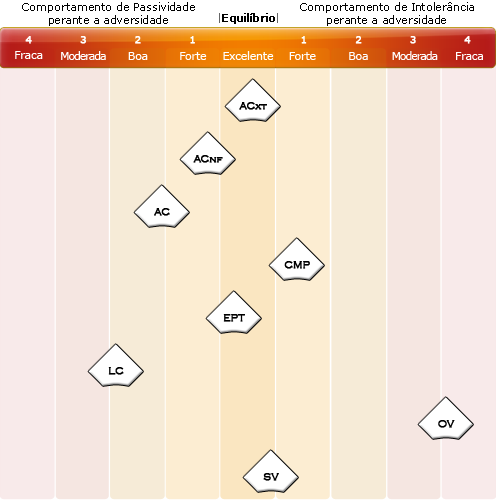 Comportamento de Passividade
perante a adversidade
|Equilíbrio|
Comportamento de Intolerância
perante a adversidade
4 3 2 1 1 2 3 4
Fraca Moderada Boa Forte Excelente Forte Boa Moderada Fraca
ACXT
ACNF
AC
CMP
EPT
LC
OV
SV